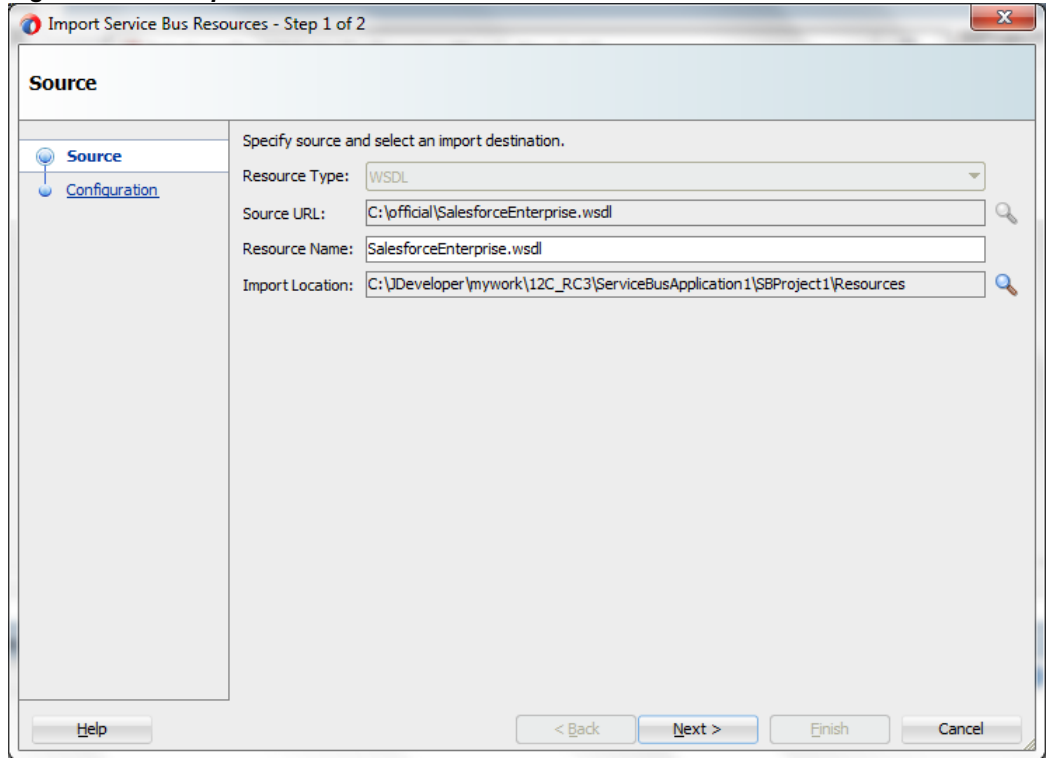 Import Service Bus Resources - Step 1 of 2
Source
Specify source and select an import destination.
Source
Resource Type: WSDL
Configuration
Source URL: C:\official\SalesforceEnterprise.wsdl
Resource Name: SalesforceEnterprise.wsdl
Import Location: C:\JDeveloper\mywork\12C_RC3\ServiceBusApplication1\SBProject1\Resources
Help < Back Next > Finish Cancel